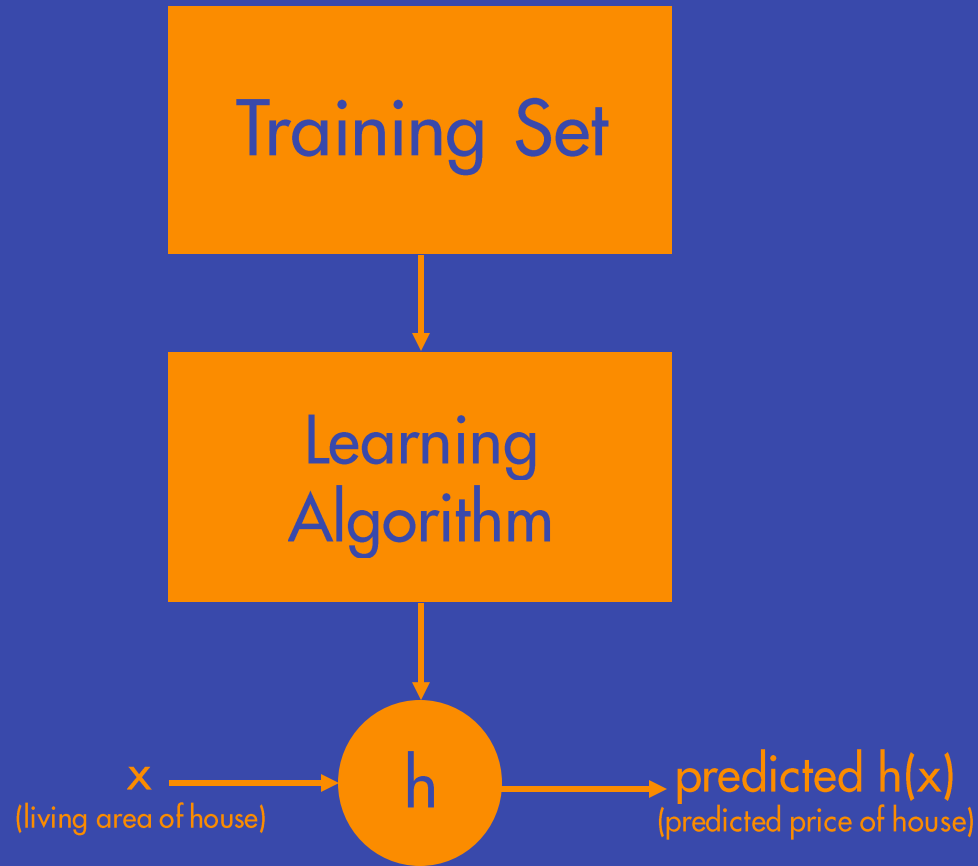 Training Set
Learning
Algorithm
h
x
(living area of house)
predicted h(x)
(predicted price of house)